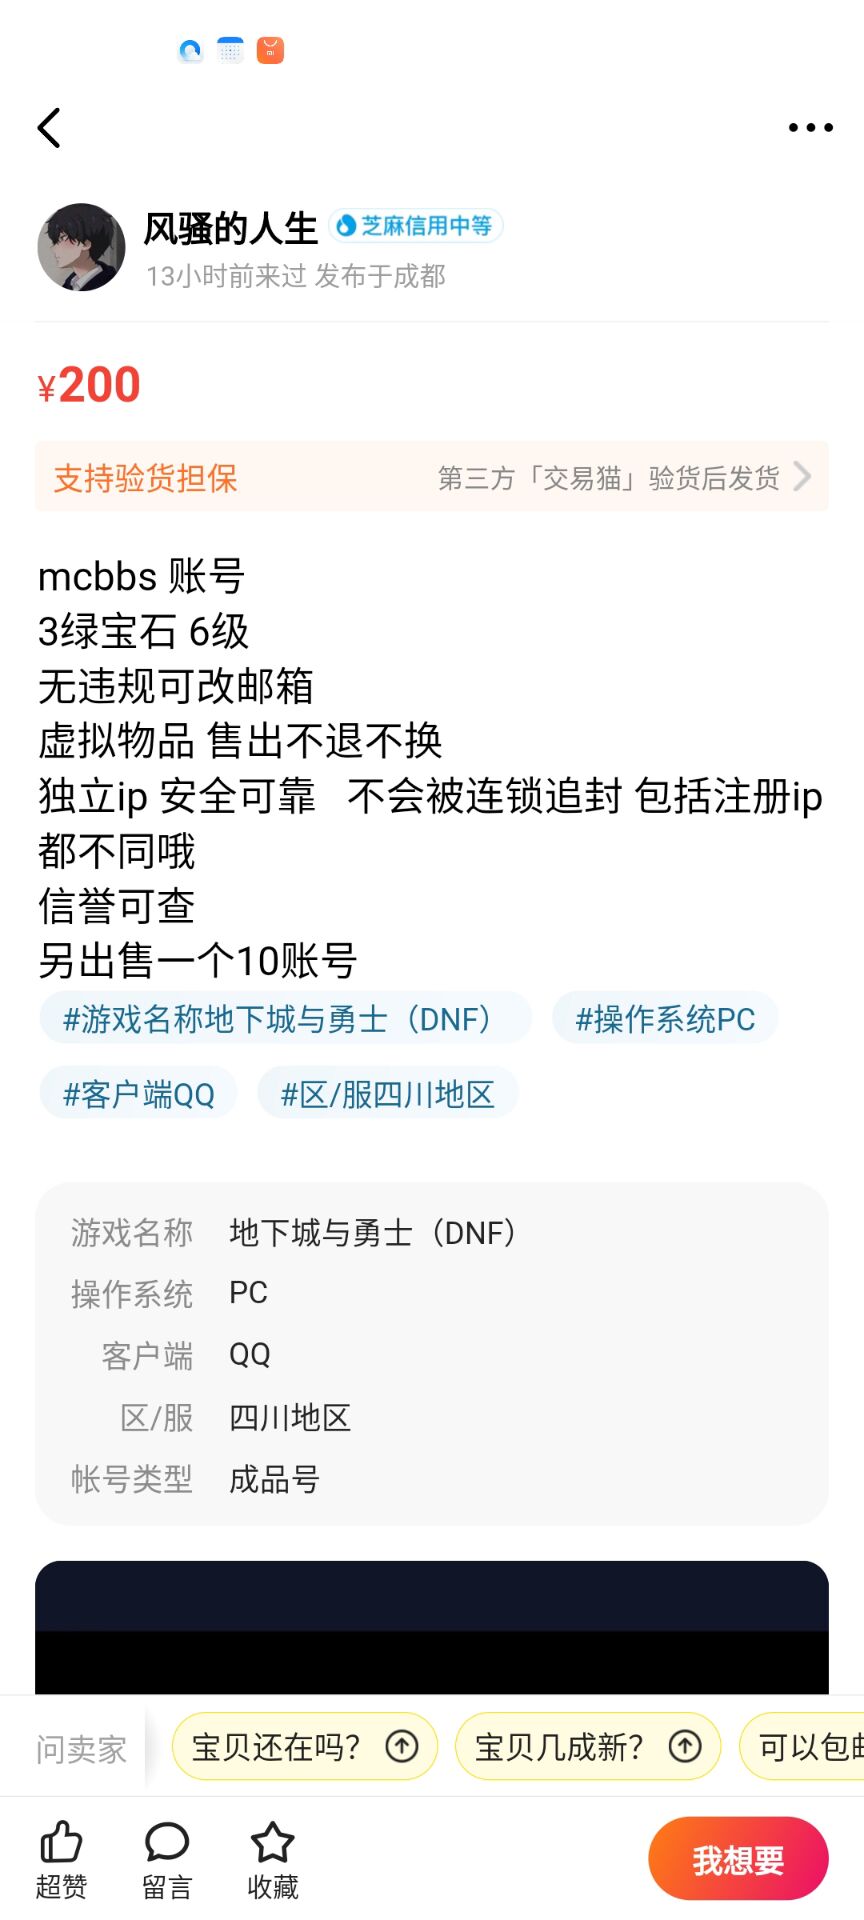 风骚的人生 芝麻信用中等
13小时前来过 发布于成都
¥200
支持验货担保 第三方「交易猫」验货后发货
mcbbs 账号
3绿宝石 6级
无违规可改邮箱
虚拟物品 售出不退不换
独立ip 安全可靠 不会被连锁追封 包括注册ip
都不同哦
信誉可查
另出售一个10账号
#游戏名称地下城与勇士（DNF） #操作系统PC
#客户端QQ #区/服四川地区
游戏名称 地下城与勇士（DNF）
操作系统 PC
客户端 QQ
区/服 四川地区
帐号类型 成品号
问卖家 宝贝还在吗？ 宝贝几成新？ 可以包邮
超赞 留言 收藏 我想要